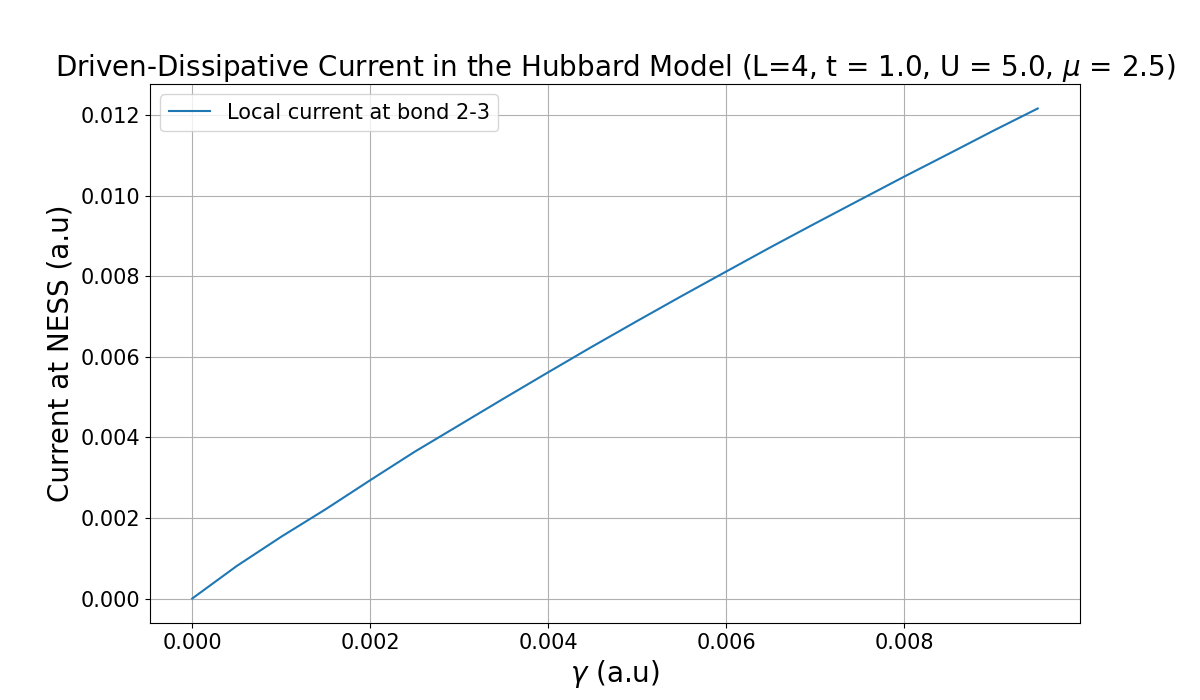 Driven-Dissipative Current in the Hubbard Model (L=4, t = 1.0, U = 5.0, μ = 2.5)
Local current at bond 2-3
Current at NESS (a.u)
0.012
0.010
0.008
0.006
0.004
0.002
0.000
0.000 0.002 0.004 0.006 0.008
γ (a.u)